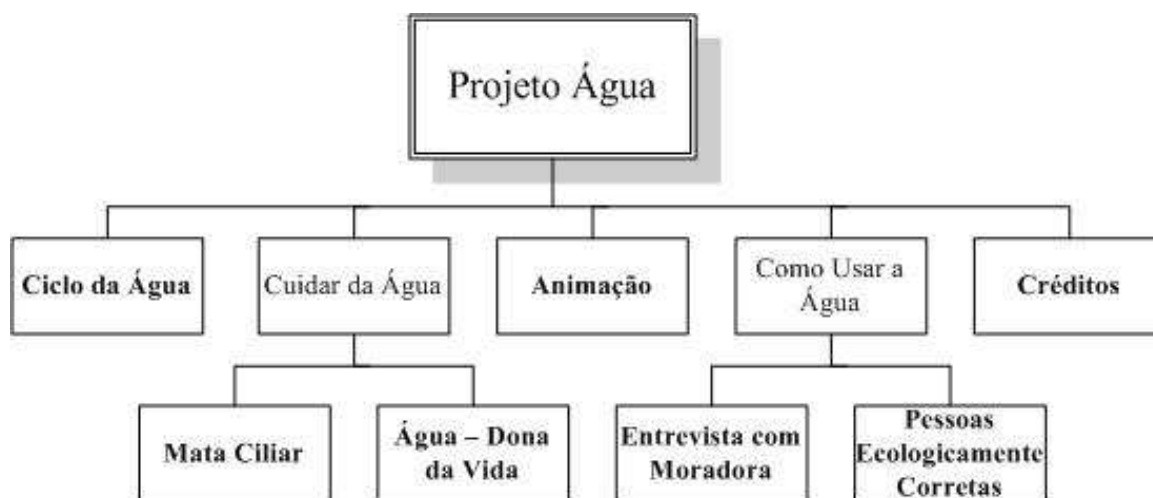 Projeto Água
Ciclo da Água
Cuidar da Água
Animação
Como Usar a
Água
Créditos
Mata Ciliar
Água – Dona
da Vida
Entrevista com
Moradora
Pessoas
Ecologicamente
Corretas